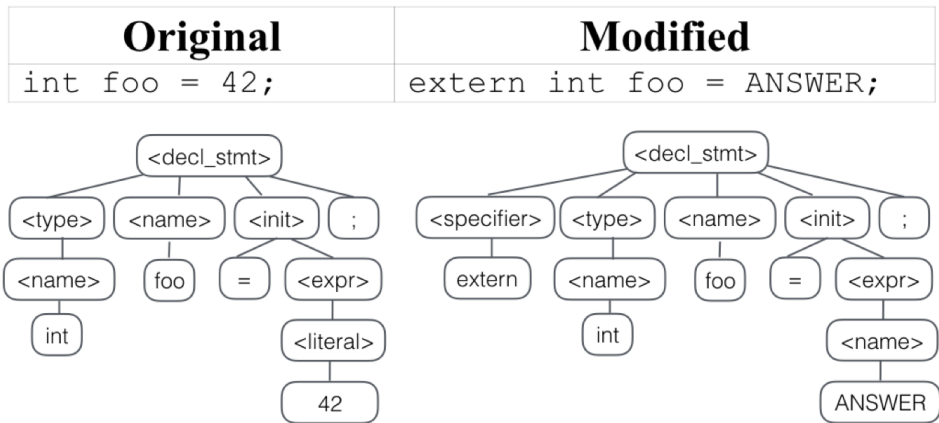 Original Modified
int foo = 42; extern int foo = ANSWER;
<decl_stmt> <decl_stmt>
<type> <name> <init> ; <specifier> <type> <name> <init> ;
<name> foo = <expr> extern <name> foo = <expr>
int <literal> int <name>
42 ANSWER